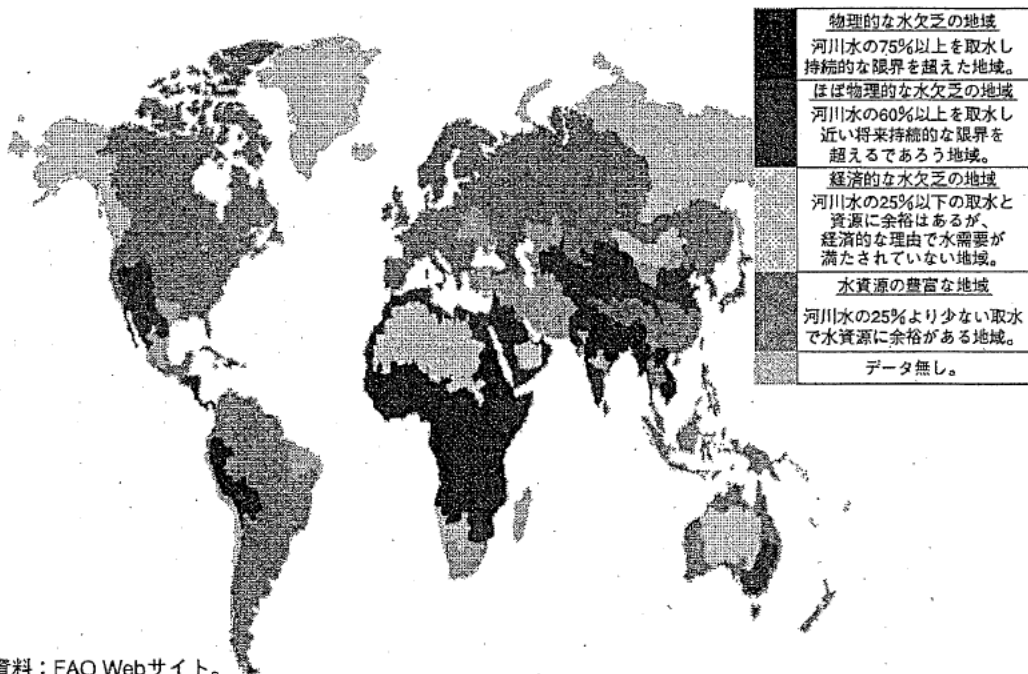 物理的な水欠乏の地域
河川水の75%以上を取水し
持続的な限界を超えた地域。
ほぼ物理的な水欠乏の地域
河川水の60%以上を取水し
近い将来持続的な限界を
超えるであろう地域。
経済的な水欠乏の地域
河川水の25%以下の取水と
資源に余裕はあるが、
経済的な理由で水需要が
満たされていない地域。
水資源の豊富な地域
河川水の25%より少ない取水
で水資源に余裕がある地域。
データ無し。
資料：FAO Webサイト。